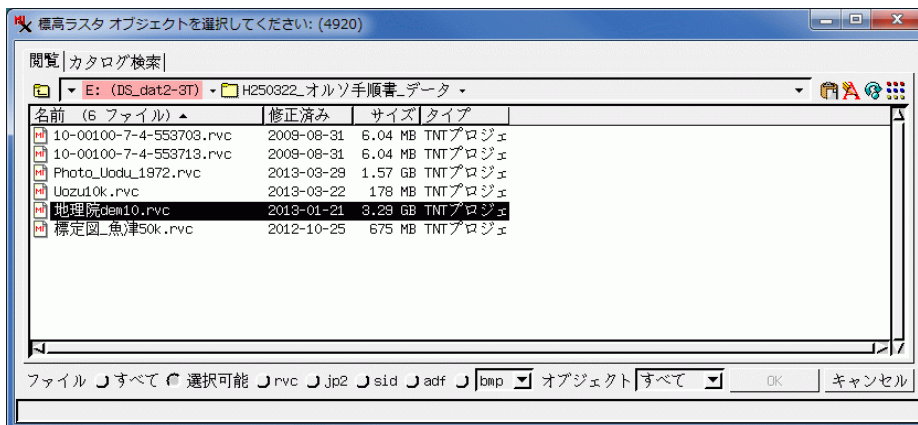 標高ラスタ オブジェクトを選択してください: (4920)
閲覧 カタログ検索
E: (DS_dat2-3T) H250322_オルソ手順書_データ
名前 (6 ファイル) 修正済み サイズ タイプ
10-00100-7-4-553703.rvc 2009-08-31 6.04 MB TNTプロジェ
10-00100-7-4-553713.rvc 2009-08-31 6.04 MB TNTプロジェ
Photo_Uodu_1972.rvc 2013-03-29 1.57 GB TNTプロジェ
Uozu10k.rvc 2013-03-22 178 MB TNTプロジェ
地理院dem10.rvc 2013-01-21 3.29 GB TNTプロジェ
標定図_魚津50k.rvc 2012-10-25 675 MB TNTプロジェ
ファイル すべて 選択可能 rvc jp2 sid adf bmp オブジェクト すべて OK キャンセル